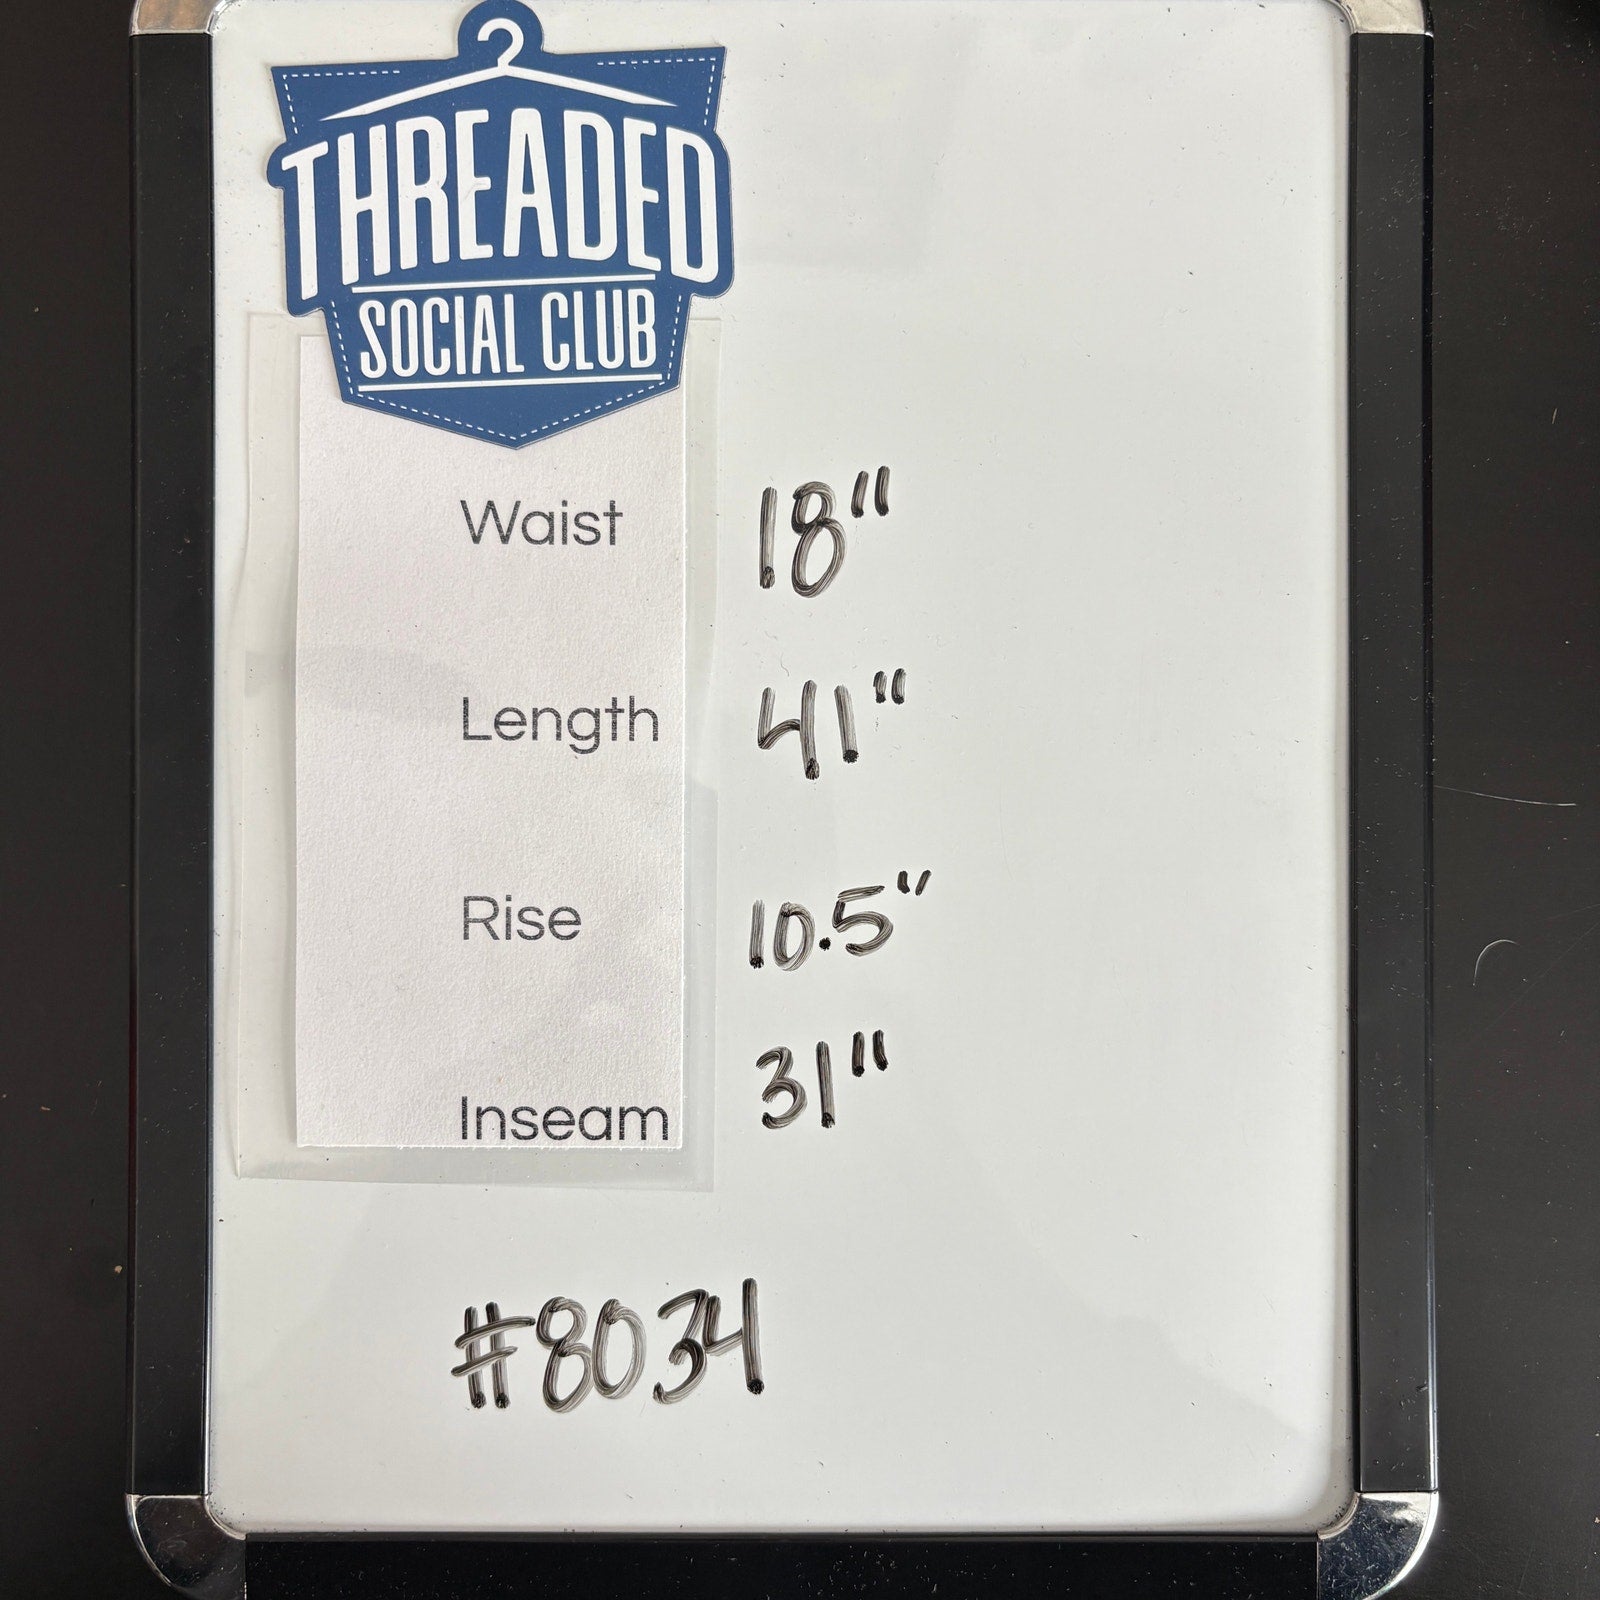 THREADED
SOCIAL CLUB
Waist 18"
Length 41"
Rise 10.5"
Inseam 31"
#8034